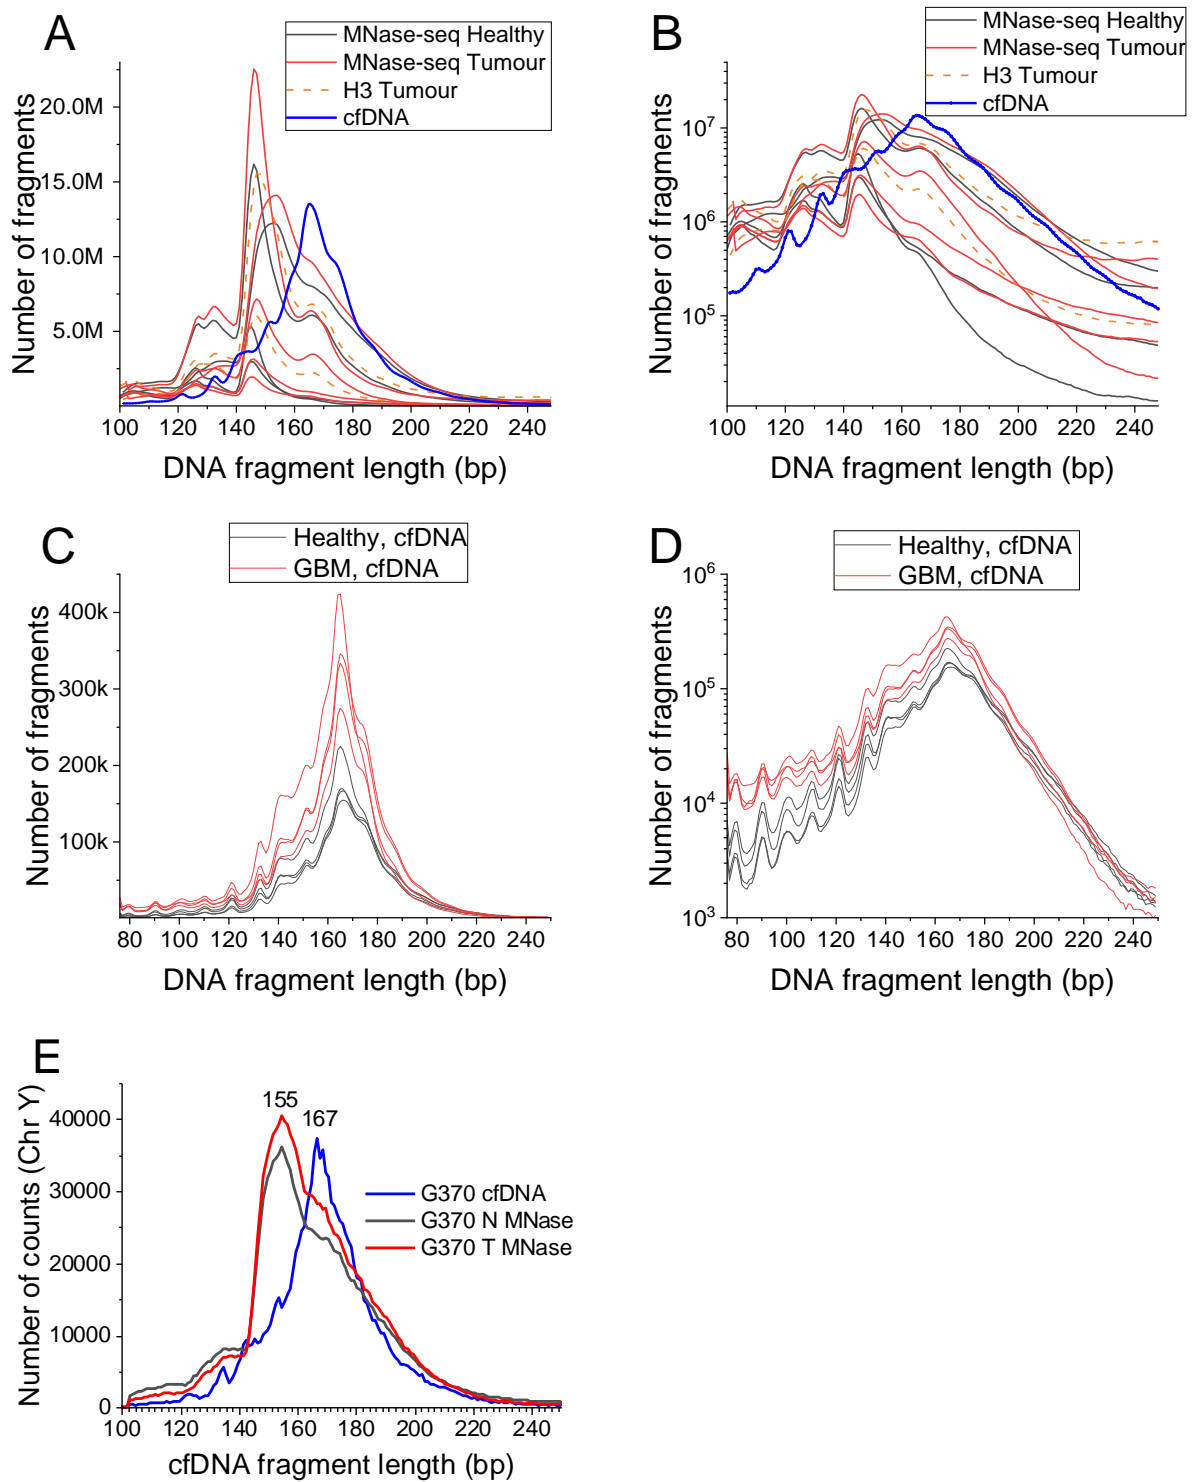 A
MNase-seq Healthy
MNase-seq Tumour
H3 Tumour
cfDNA
Number of fragments
20.0M
15.0M
10.0M
5.0M
100 120 140 160 180 200 220 240
DNA fragment length (bp)
B
MNase-seq Healthy
MNase-seq Tumour
H3 Tumour
cfDNA
Number of fragments
10^7
10^6
10^5
100 120 140 160 180 200 220 240
DNA fragment length (bp)
C
Healthy, cfDNA
GBM, cfDNA
Number of fragments
400k
300k
200k
100k
80 100 120 140 160 180 200 220 240
DNA fragment length (bp)
D
Healthy, cfDNA
GBM, cfDNA
Number of fragments
10^6
10^5
10^4
10^3
80 100 120 140 160 180 200 220 240
DNA fragment length (bp)
E
Number of counts (Chr Y)
155
167
40000
30000
20000
10000
0
G370 cfDNA
G370 N MNase
G370 T MNase
100 120 140 160 180 200 220 240
cfDNA fragment length (bp)